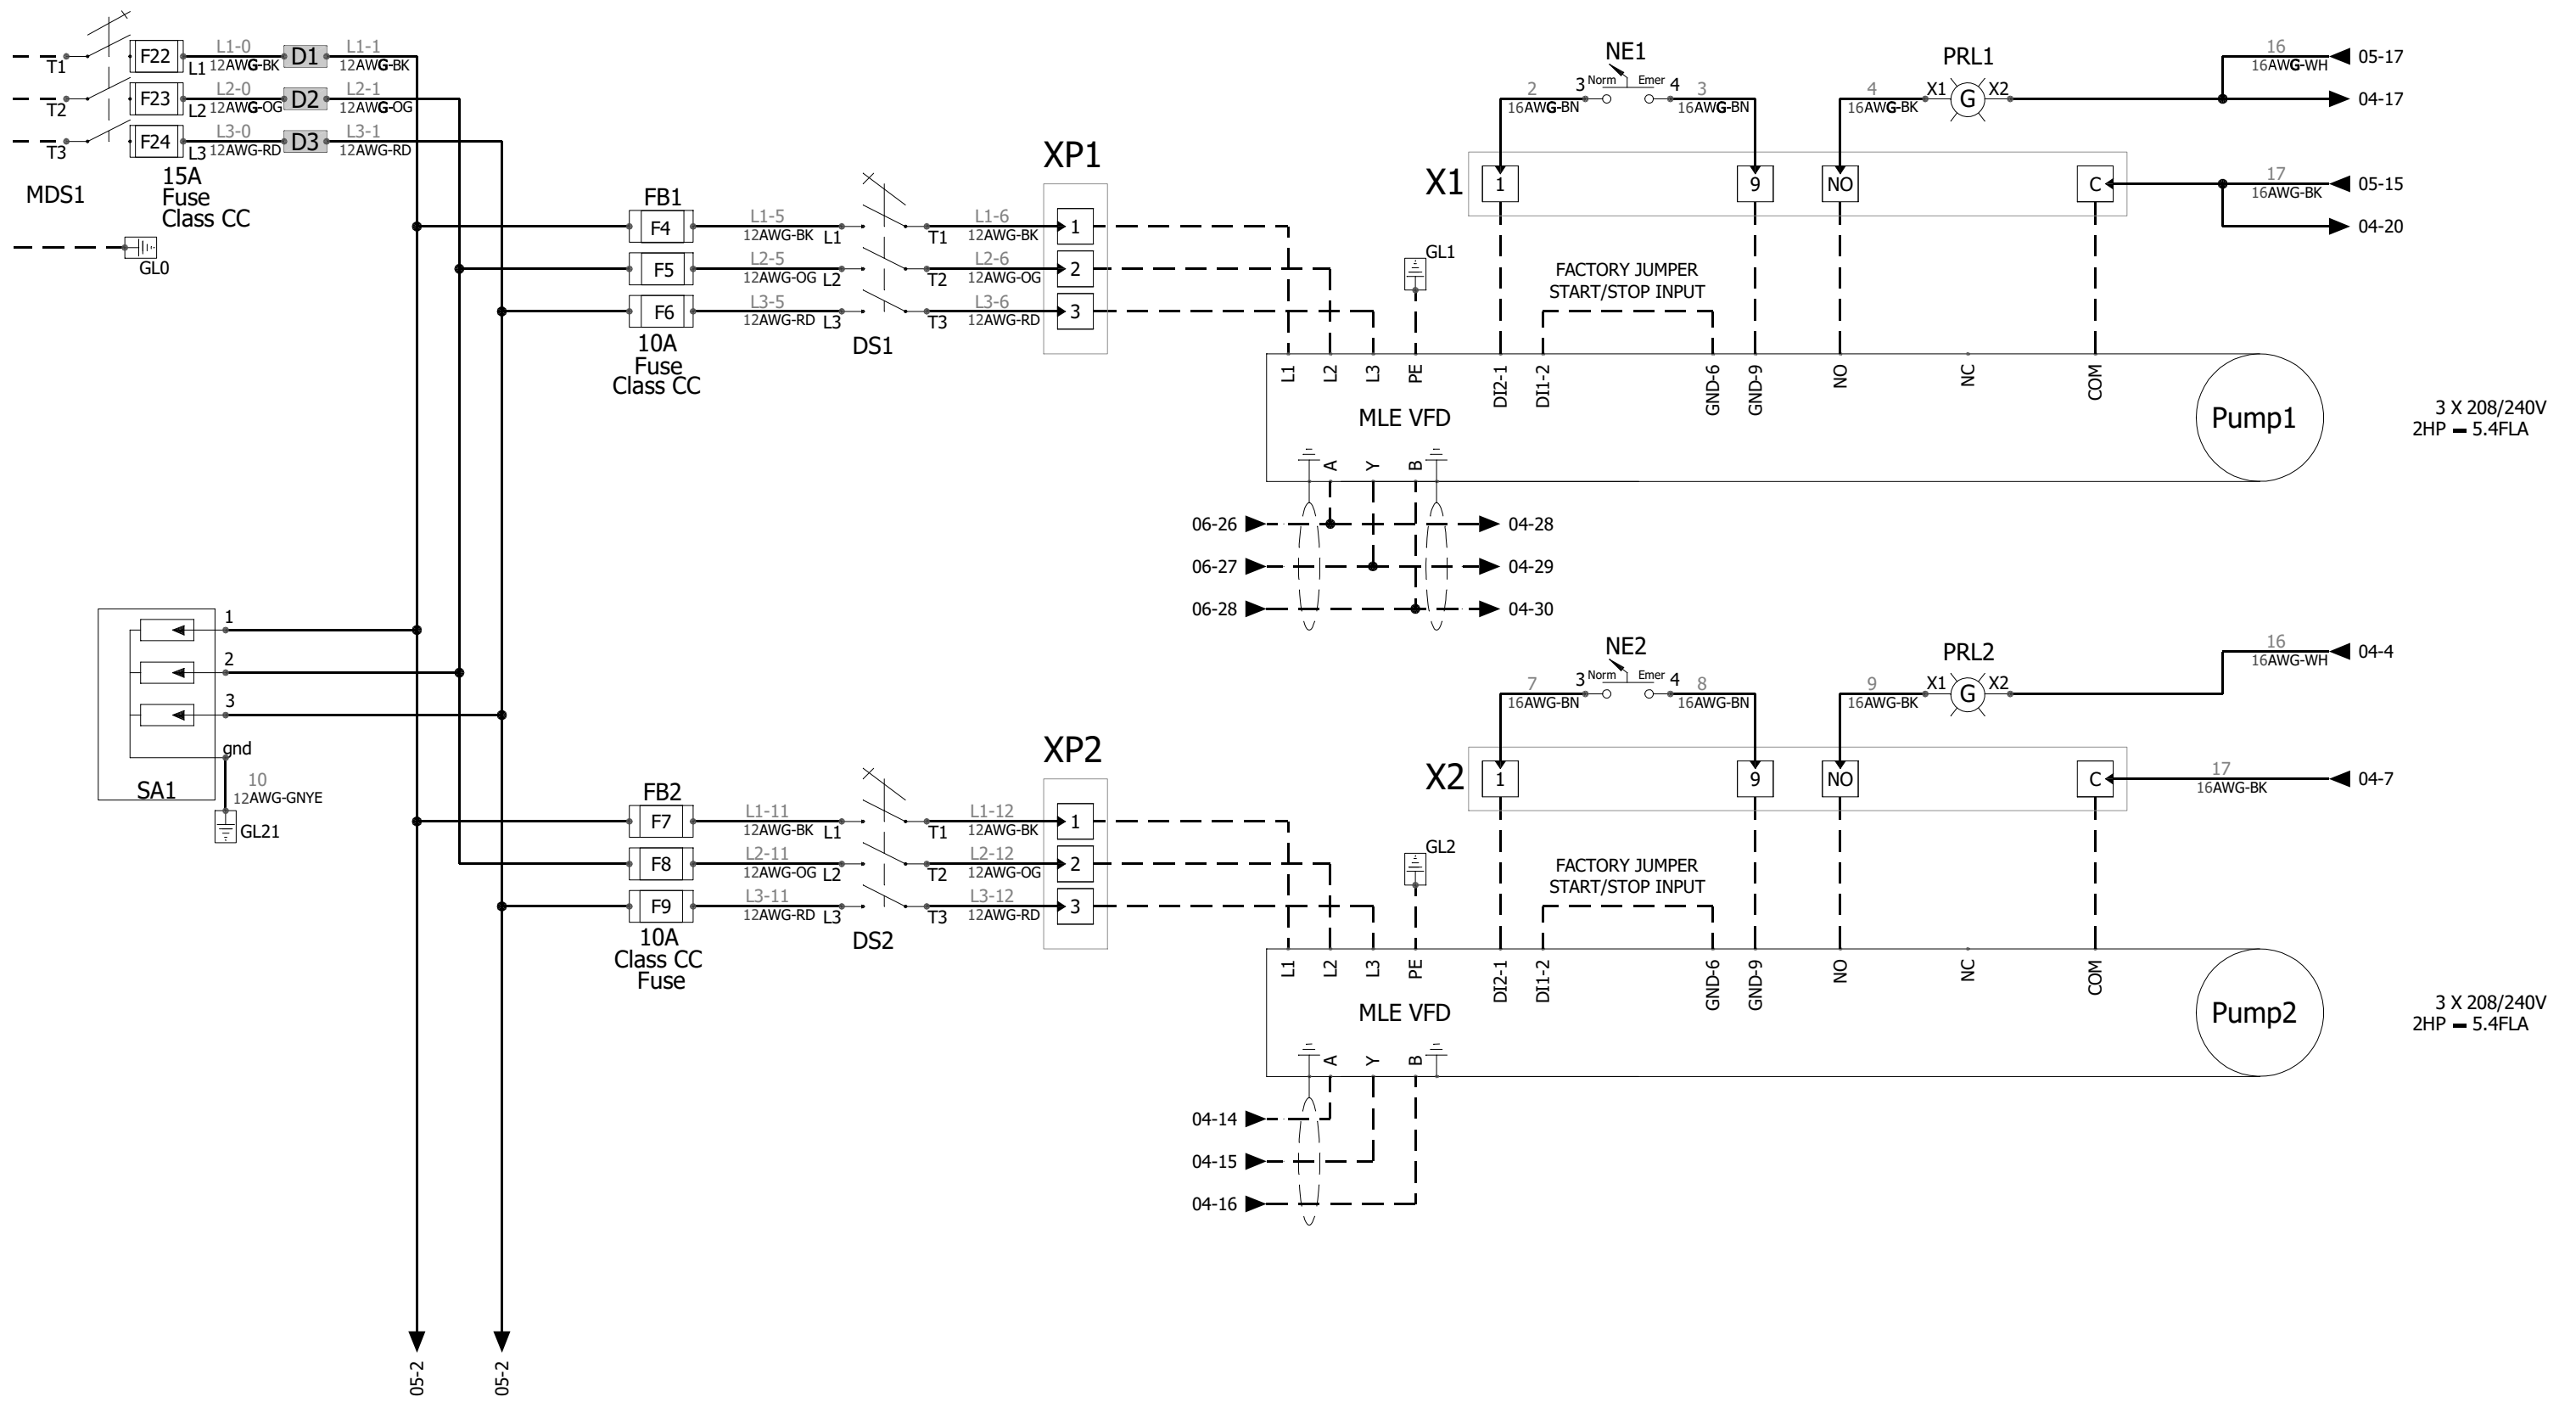 T1
F22
L1
L1-0
12AWG-BK
D1
L1-1
12AWG-BK
T2
F23
L2
L2-0
12AWG-OG
D2
L2-1
12AWG-OG
T3
F24
L3
L3-0
12AWG-RD
D3
L3-1
12AWG-RD
MDS1
15A
Fuse
Class CC
GL0
FB1
F4
L1-5
12AWG-BK
L1
T1
L1-6
12AWG-BK
F5
L2-5
12AWG-OG
L2
T2
L2-6
12AWG-OG
F6
L3-5
12AWG-RD
L3
T3
L3-6
12AWG-RD
10A
Fuse
Class CC
DS1
XP1
1
2
3
NE1
2
16AWG-BN
3
Norm
Emer
4
3
16AWG-BN
PRL1
4
16AWG-BK
X1
G
X2
16
16AWG-WH
05-17
04-17
X1
1
9
NO
C
17
16AWG-BK
05-15
04-20
GL1
FACTORY JUMPER
START/STOP INPUT
L1
L2
L3
PE
DI2-1
DI1-2
GND-6
GND-9
NO
NC
COM
MLE VFD
Pump1
3 X 208/240V
2HP - 5.4FLA
A
Y
B
06-26
04-28
06-27
04-29
06-28
04-30
1
2
3
gnd
SA1
10
12AWG-GNYE
GL21
FB2
F7
L1-11
12AWG-BK
L1
T1
L1-12
12AWG-BK
F8
L2-11
12AWG-OG
L2
T2
L2-12
12AWG-OG
F9
L3-11
12AWG-RD
L3
T3
L3-12
12AWG-RD
10A
Class CC
Fuse
DS2
XP2
1
2
3
NE2
7
16AWG-BN
3
Norm
Emer
4
8
16AWG-BN
PRL2
9
16AWG-BK
X1
G
X2
16
16AWG-WH
04-4
X2
1
9
NO
C
17
16AWG-BK
04-7
GL2
FACTORY JUMPER
START/STOP INPUT
L1
L2
L3
PE
DI2-1
DI1-2
GND-6
GND-9
NO
NC
COM
MLE VFD
Pump2
3 X 208/240V
2HP - 5.4FLA
A
Y
B
04-14
04-15
04-16
05-2
05-2